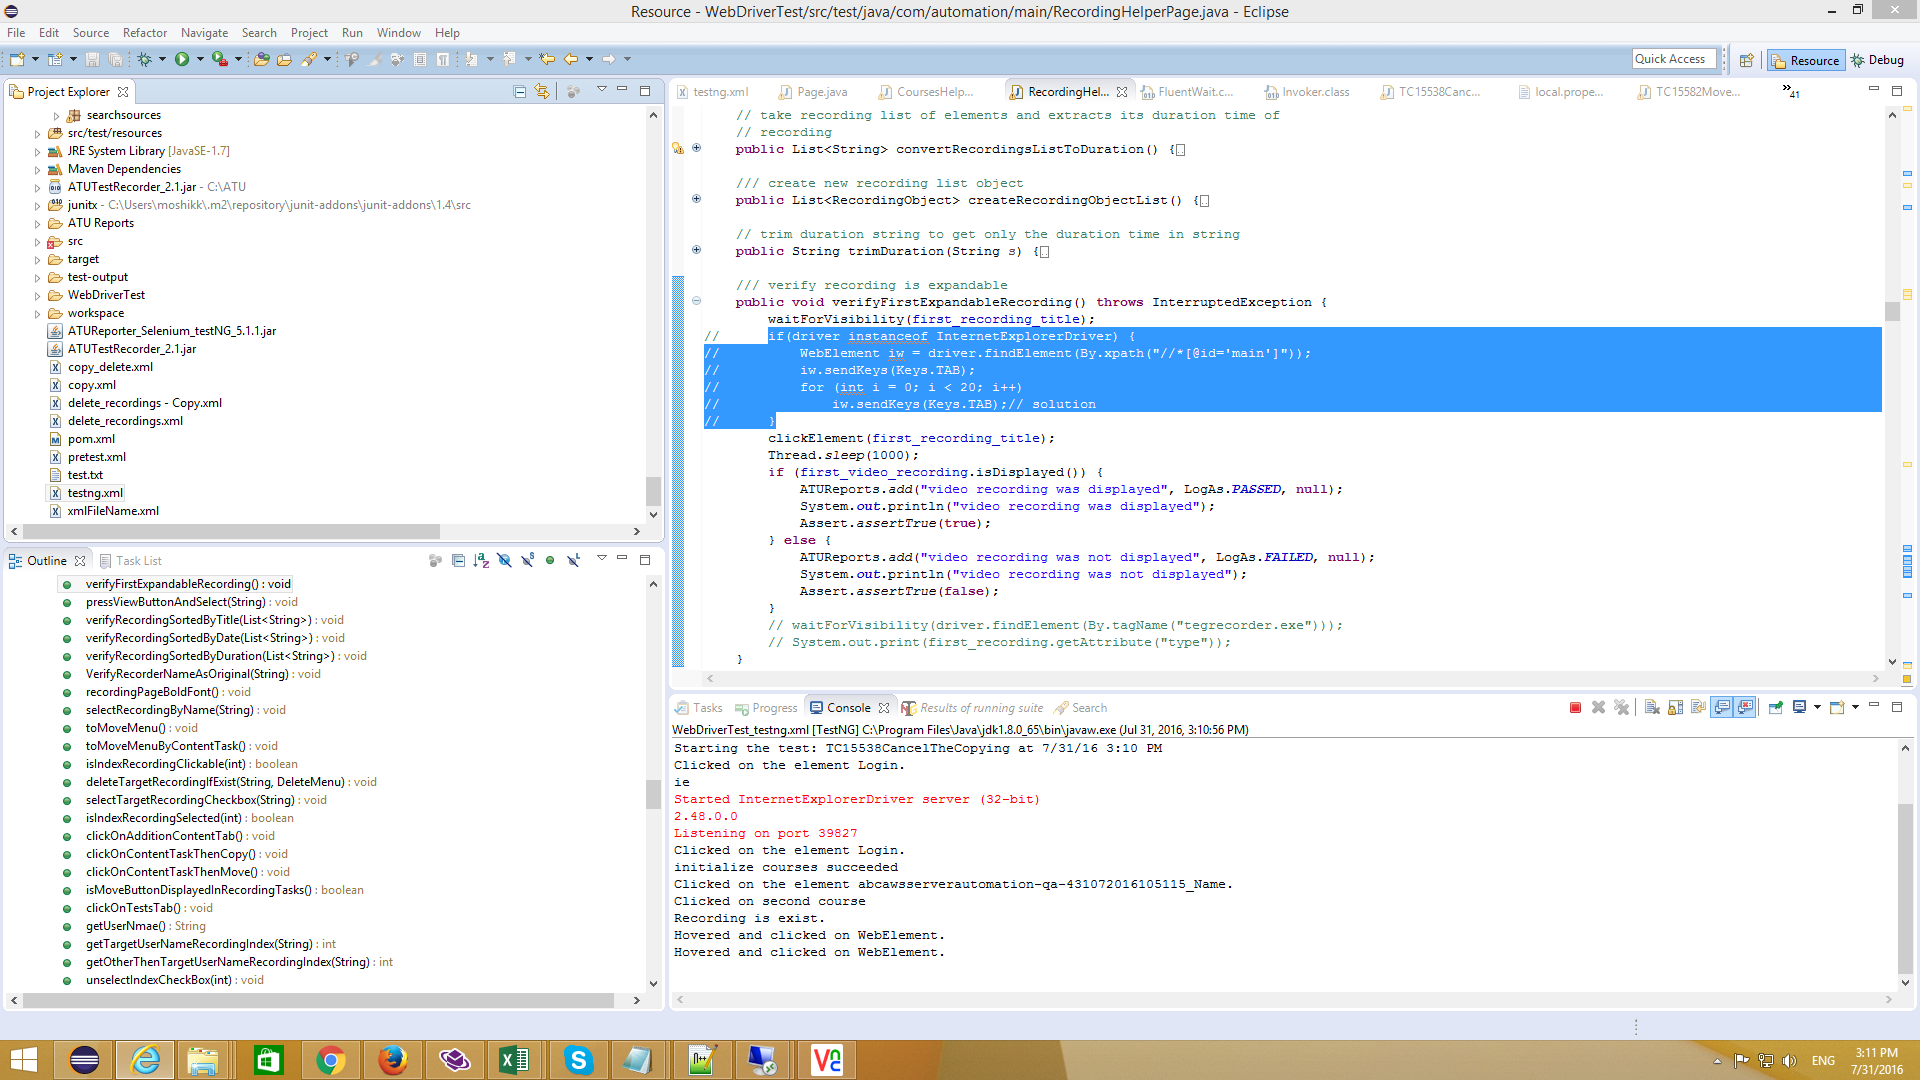 Resource - WebDriverTest/src/test/java/com/automation/main/RecordingHelperPage.java - Eclipse
File Edit Source Refactor Navigate Search Project Run Window Help
Quick Access Resource Debug
Project Explorer
searchsources
src/test/resources
JRE System Library [JavaSE-1.7]
Maven Dependencies
ATUTestRecorder_2.1.jar - C:\ATU
junitx - C:\Users\moshikk\.m2\repository\junit-addons\junit-addons\1.4\src
ATU Reports
src
target
test-output
WebDriverTest
workspace
ATUReporter_Selenium_testNG_5.1.1.jar
ATUTestRecorder_2.1.jar
copy_delete.xml
copy.xml
delete_recordings - Copy.xml
delete_recordings.xml
pom.xml
pretest.xml
test.txt
testng.xml
xmlFileName.xml
Outline Task List
verifyFirstExpandableRecording() : void
pressViewButtonAndSelect(String) : void
verifyRecordingSortedByTitle(List<String>) : void
verifyRecordingSortedByDate(List<String>) : void
verifyRecordingSortedByDuration(List<String>) : void
VerifyRecorderNameAsOriginal(String) : void
recordingPageBoldFont() : void
selectRecordingByName(String) : void
toMoveMenu() : void
toMoveMenuByContentTask() : void
isIndexRecordingClickable(int) : boolean
deleteTargetRecordingIfExist(String, DeleteMenu) : void
selectTargetRecordingCheckbox(String) : void
isIndexRecordingSelected(int) : boolean
clickOnAdditionContentTab() : void
clickOnContentTaskThenCopy() : void
clickOnContentTaskThenMove() : void
isMoveButtonDisplayedInRecordingTasks() : boolean
clickOnTestsTab() : void
getUserNmae() : String
getTargetUserNameRecordingIndex(String) : int
getOtherThenTargetUserNameRecordingIndex(String) : int
unselectIndexCheckBox(int) : void
testng.xml Page.java CoursesHelp... RecordingHel... FluentWait.c... Invoker.class TC15538Canc... local.prope... TC15582Move... »41
// take recording list of elements and extracts its duration time of
// recording
public List<String> convertRecordingsListToDuration() {
/// create new recording list object
public List<RecordingObject> createRecordingObjectList() {
// trim duration string to get only the duration time in string
public String trimDuration(String s) {
/// verify recording is expandable
public void verifyFirstExpandableRecording() throws InterruptedException {
waitForVisibility(first_recording_title);
// if(driver instanceof InternetExplorerDriver) {
// WebElement iw = driver.findElement(By.xpath("//*[@id='main']"));
// iw.sendKeys(Keys.TAB);
// for (int i = 0; i < 20; i++)
// iw.sendKeys(Keys.TAB);// solution
// }
clickElement(first_recording_title);
Thread.sleep(1000);
if (first_video_recording.isDisplayed()) {
ATUReports.add("video recording was displayed", LogAs.PASSED, null);
System.out.println("video recording was displayed");
Assert.assertTrue(true);
} else {
ATUReports.add("video recording was not displayed", LogAs.FAILED, null);
System.out.println("video recording was not displayed");
Assert.assertTrue(false);
}
// waitForVisibility(driver.findElement(By.tagName("tegrecorder.exe")));
// System.out.print(first_recording.getAttribute("type"));
}
Tasks Progress Console Results of running suite Search
WebDriverTest_testng.xml [TestNG] C:\Program Files\Java\jdk1.8.0_65\bin\javaw.exe (Jul 31, 2016, 3:10:56 PM)
Starting the test: TC15538CancelTheCopying at 7/31/16 3:10 PM
Clicked on the element Login.
ie
Started InternetExplorerDriver server (32-bit)
2.48.0.0
Listening on port 39827
Clicked on the element Login.
initialize courses succeeded
Clicked on the element abcawsserverautomation-qa-431072016105115_Name.
Clicked on second course
Recording is exist.
Hovered and clicked on WebElement.
Hovered and clicked on WebElement.
ENG
3:11 PM
7/31/2016